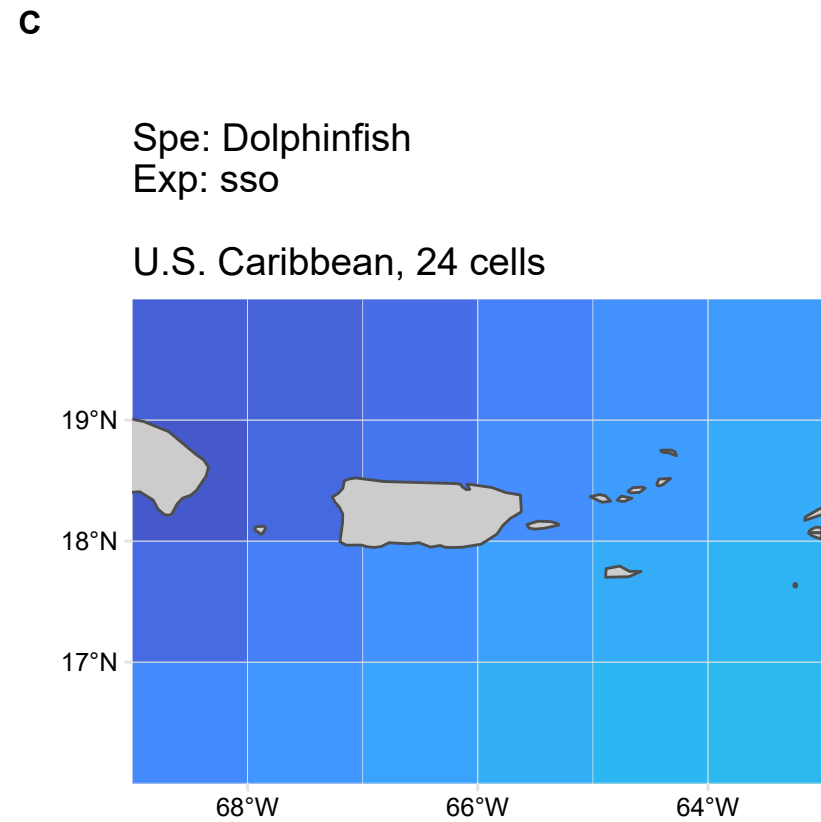 C
Spe: Dolphinfish
Exp: sso
U.S. Caribbean, 24 cells
19°N
18°N
17°N
68°W 66°W 64°W